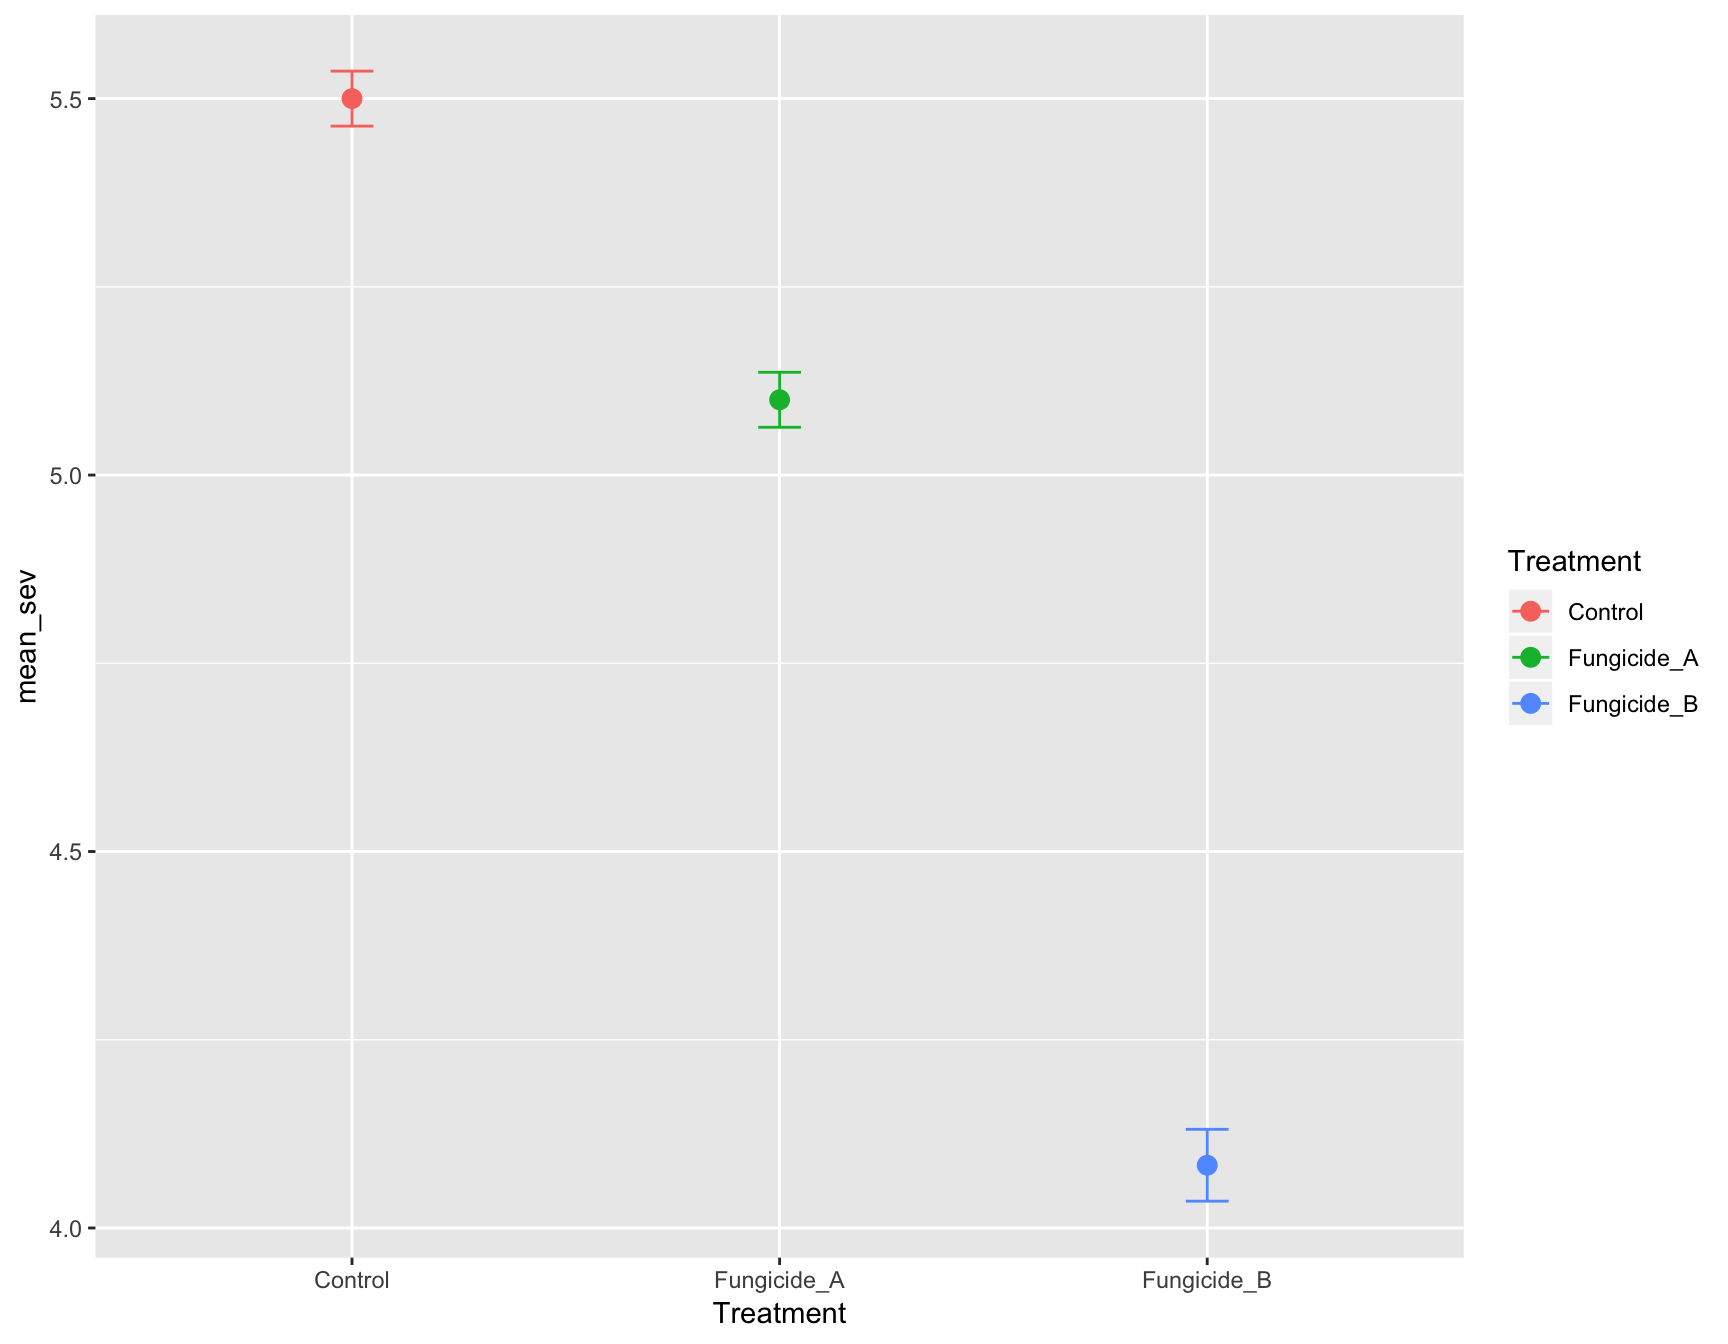 mean_sev
5.5
5.0
4.5
4.0
Control
Fungicide_A
Fungicide_B
Treatment
Treatment
Control
Fungicide_A
Fungicide_B